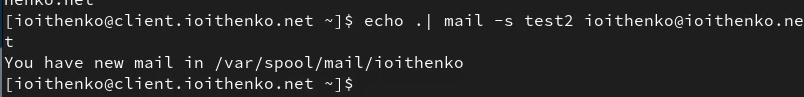 henko.net
[ioithenko@client.ioithenko.net ~]$ echo .| mail -s test2 ioithenko@ioithenko.ne
t
You have new mail in /var/spool/mail/ioithenko
[ioithenko@client.ioithenko.net ~]$